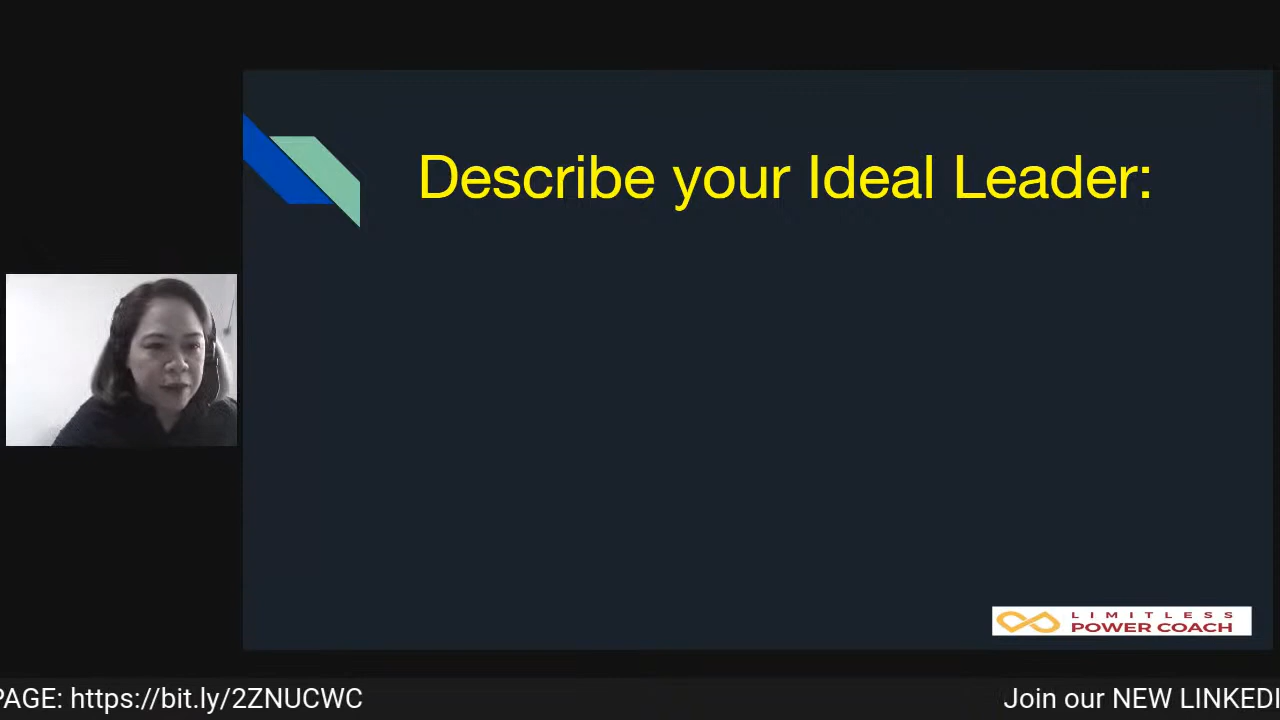 Describe your Ideal Leader:
LIMITLESS
POWER COACH
PAGE: https://bit.ly/2ZNUCWC
Join our NEW LINKEDI